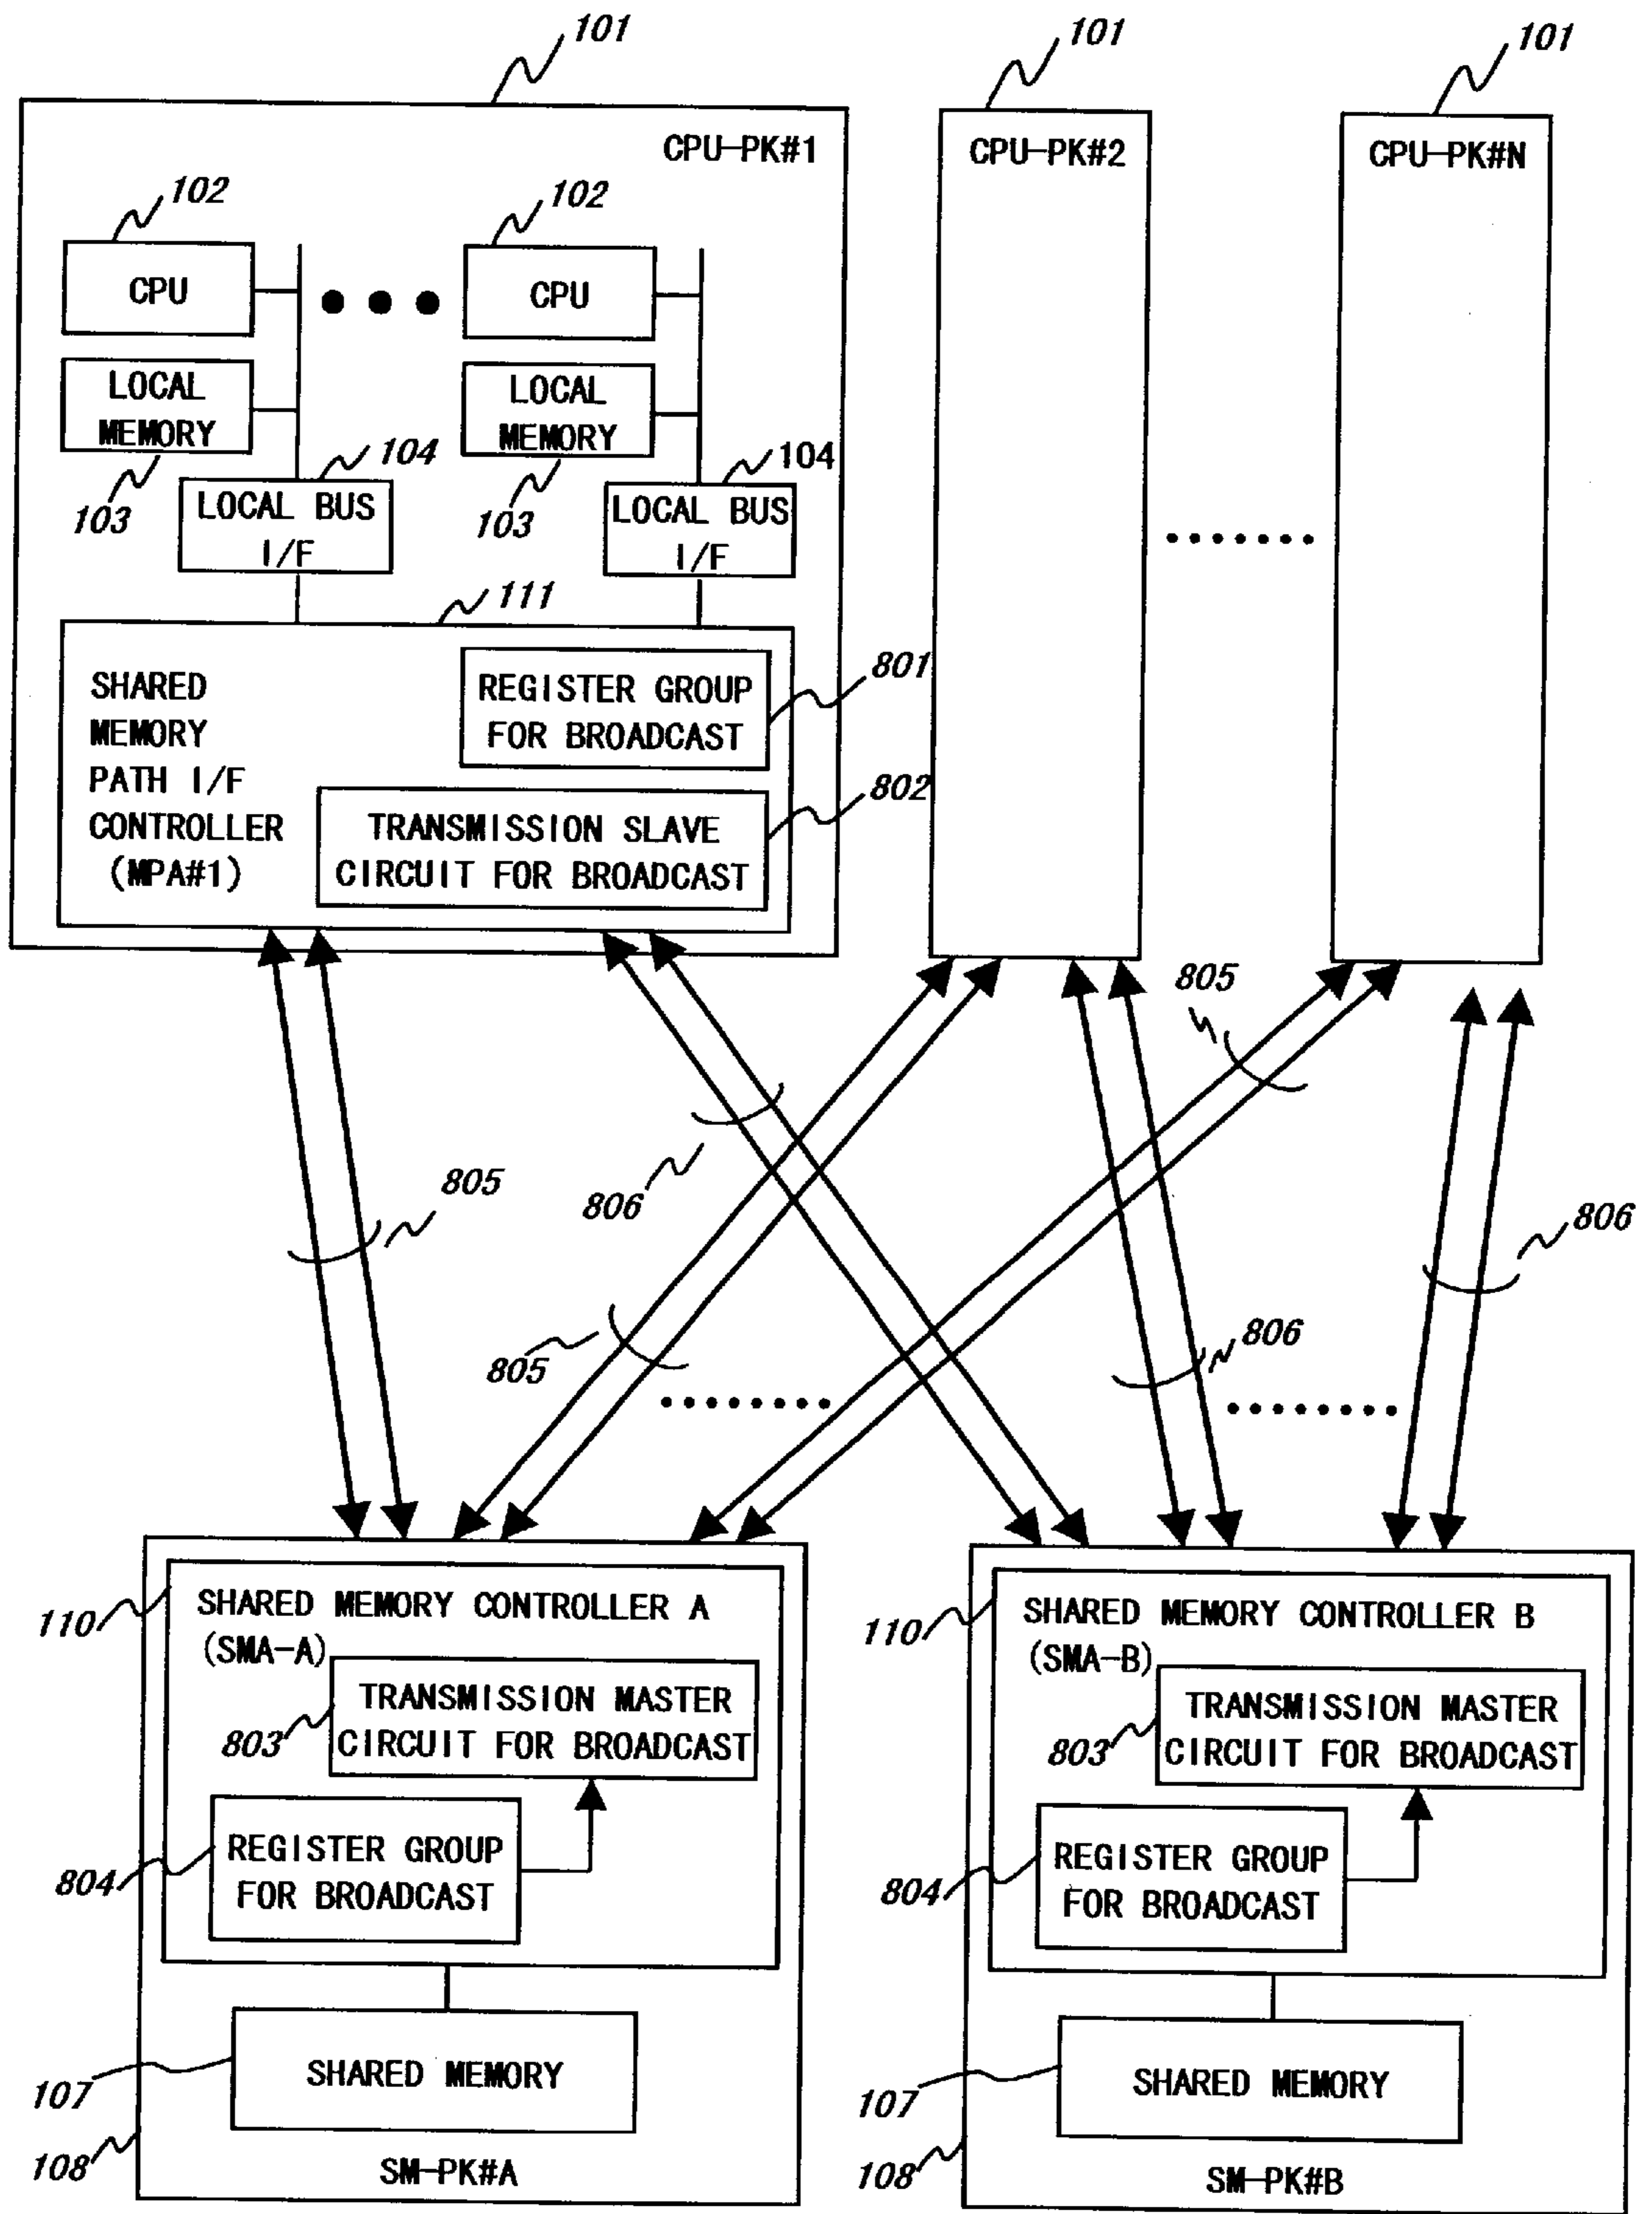 101
101
101
CPU-PK#1
CPU-PK#2
CPU-PK#N
102
102
CPU
CPU
LOCAL
MEMORY
LOCAL
MEMORY
104
104
103
103
LOCAL BUS
I/F
LOCAL BUS
I/F
111
SHARED
MEMORY
PATH I/F
CONTROLLER
(MPA#1)
REGISTER GROUP
FOR BROADCAST
801
TRANSMISSION SLAVE
CIRCUIT FOR BROADCAST
802
805
805
806
806
805
806
110
SHARED MEMORY CONTROLLER A
(SMA-A)
TRANSMISSION MASTER
CIRCUIT FOR BROADCAST
803
REGISTER GROUP
FOR BROADCAST
804
SHARED MEMORY
107
108
SM-PK#A
110
SHARED MEMORY CONTROLLER B
(SMA-B)
TRANSMISSION MASTER
CIRCUIT FOR BROADCAST
803
REGISTER GROUP
FOR BROADCAST
804
SHARED MEMORY
107
108
SM-PK#B